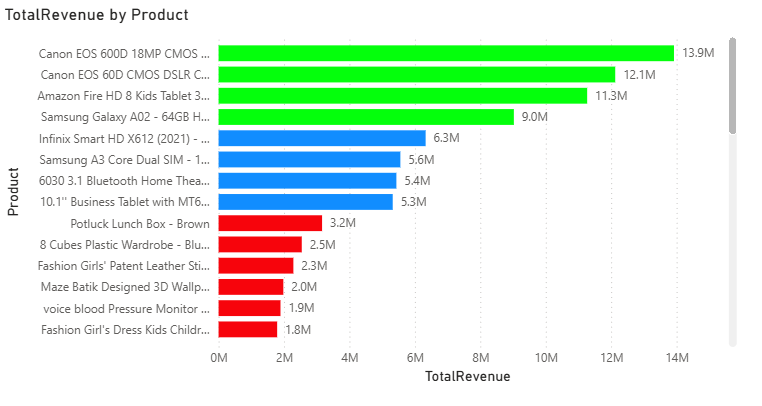 TotalRevenue by Product
Canon EOS 600D 18MP CMOS ... 13.9M
Canon EOS 60D CMOS DSLR C... 12.1M
Amazon Fire HD 8 Kids Tablet 3... 11.3M
Samsung Galaxy A02 - 64GB H... 9.0M
Infinix Smart HD X612 (2021) - ... 6.3M
Samsung A3 Core Dual SIM - 1... 5.6M
6030 3.1 Bluetooth Home Thea... 5.4M
10.1'' Business Tablet with MT6... 5.3M
Potluck Lunch Box - Brown 3.2M
8 Cubes Plastic Wardrobe - Blu... 2.5M
Fashion Girls' Patent Leather Sti... 2.3M
Maze Batik Designed 3D Wallp... 2.0M
voice blood Pressure Monitor ... 1.9M
Fashion Girl's Dress Kids Childr... 1.8M
Product
0M 2M 4M 6M 8M 10M 12M 14M
TotalRevenue